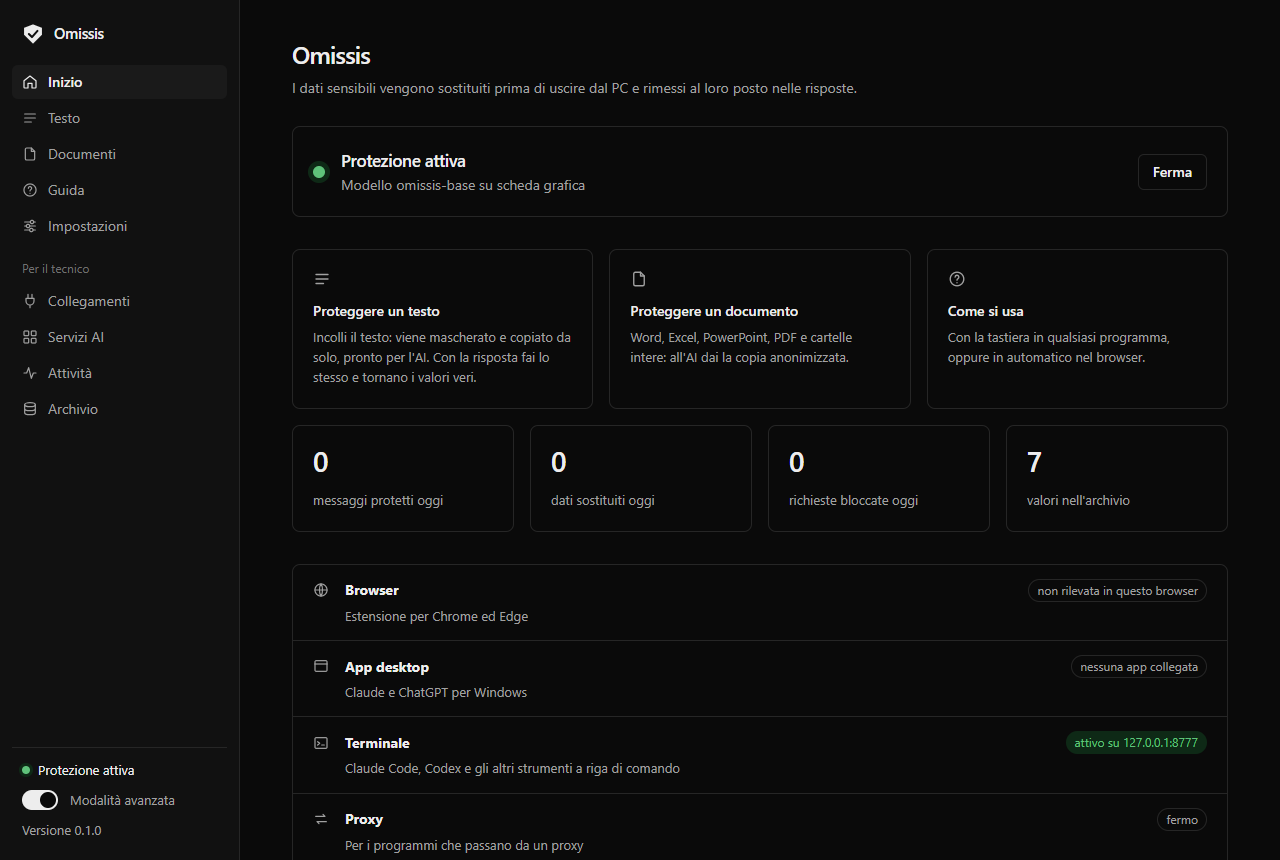 Omissis
Inizio
Testo
Documenti
Guida
Impostazioni
Per il tecnico
Collegamenti
Servizi AI
Attività
Archivio
Protezione attiva
Modalità avanzata
Versione 0.1.0
Omissis
I dati sensibili vengono sostituiti prima di uscire dal PC e rimessi al loro posto nelle risposte.
Protezione attiva
Modello omissis-base su scheda grafica
Ferma
Proteggere un testo
Incolli il testo: viene mascherato e copiato da
solo, pronto per l'AI. Con la risposta fai lo
stesso e tornano i valori veri.
Proteggere un documento
Word, Excel, PowerPoint, PDF e cartelle
intere: all'AI dai la copia anonimizzata.
Come si usa
Con la tastiera in qualsiasi programma,
oppure in automatico nel browser.
0
messaggi protetti oggi
0
dati sostituiti oggi
0
richieste bloccate oggi
7
valori nell'archivio
Browser
non rilevata in questo browser
Estensione per Chrome ed Edge
App desktop
nessuna app collegata
Claude e ChatGPT per Windows
Terminale
attivo su 127.0.0.1:8777
Claude Code, Codex e gli altri strumenti a riga di comando
Proxy
fermo
Per i programmi che passano da un proxy